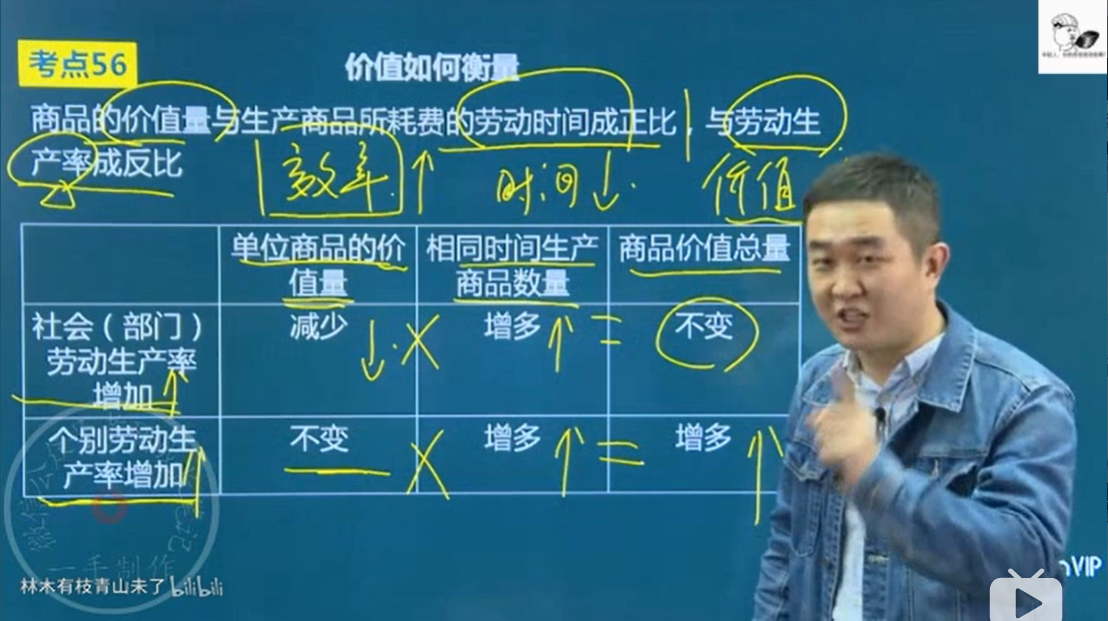 考点56
价值如何衡量
商品的价值量与生产商品所耗费的劳动时间成正比，与劳动生
产率成反比
效率 ↑ 时间 ↓ 价值
单位商品的价
值量
相同时间生产
商品数量
商品价值总量
社会（部门）
劳动生产率
增加 ↑
减少 ↓ ×
增多 ↑ =
不变
个别劳动生
产率增加 ↑
不变 ×
增多 ↑ =
增多 ↑
一手制作
林木有枝青山未了 bilibili
VIP